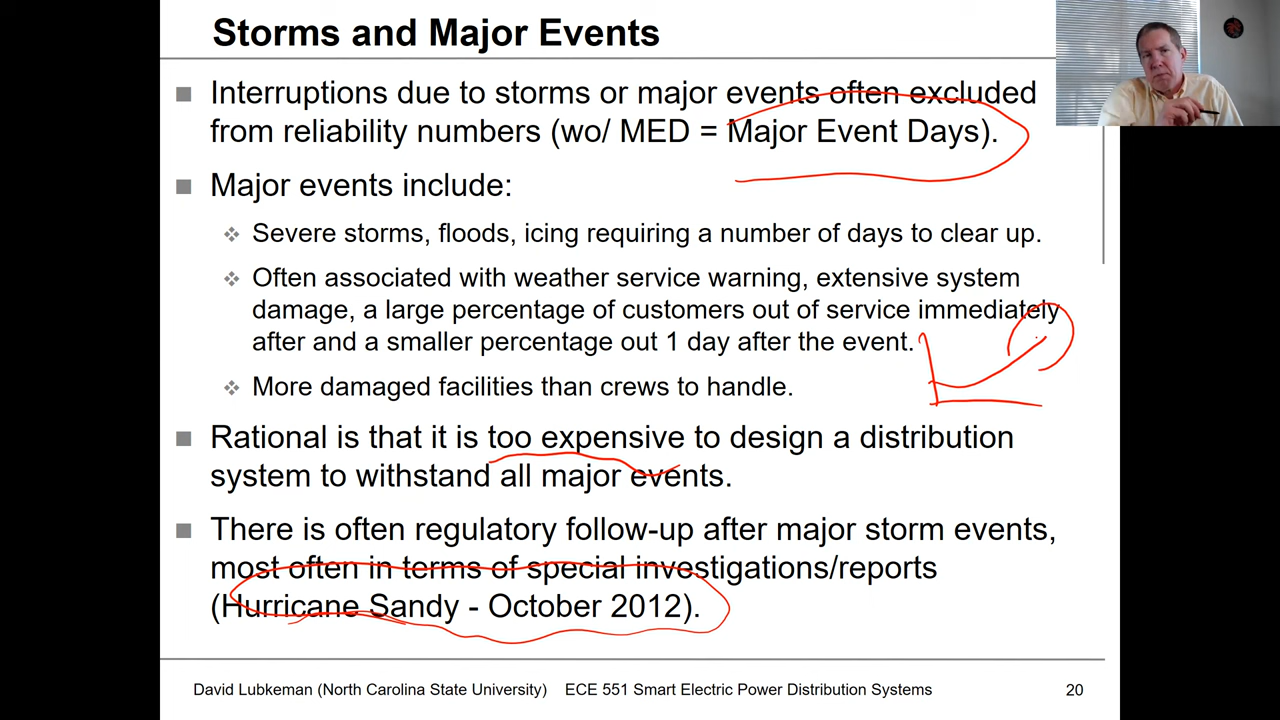 Storms and Major Events
Interruptions due to storms or major events often excluded
from reliability numbers (wo/ MED = Major Event Days).
Major events include:
Severe storms, floods, icing requiring a number of days to clear up.
Often associated with weather service warning, extensive system
damage, a large percentage of customers out of service immediately
after and a smaller percentage out 1 day after the event.
More damaged facilities than crews to handle.
Rational is that it is too expensive to design a distribution
system to withstand all major events.
There is often regulatory follow-up after major storm events,
most often in terms of special investigations/reports
(Hurricane Sandy - October 2012).
David Lubkeman (North Carolina State University) ECE 551 Smart Electric Power Distribution Systems 20